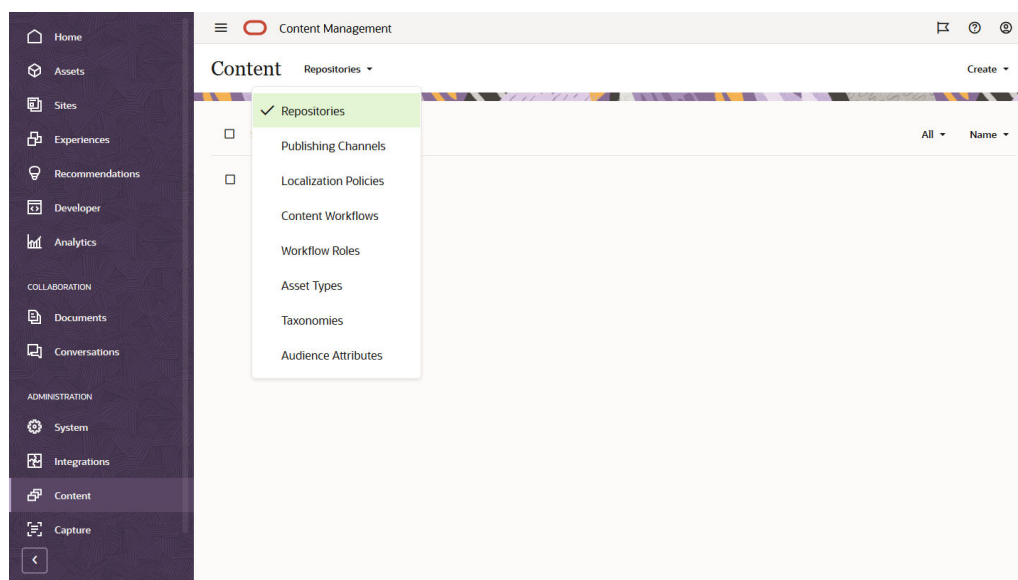 Home
Assets
Sites
Experiences
Recommendations
Developer
Analytics
COLLABORATION
Documents
Conversations
ADMINISTRATION
System
Integrations
Content
Capture
Content Management
Content Repositories
Create
Repositories
Publishing Channels
Localization Policies
Content Workflows
Workflow Roles
Asset Types
Taxonomies
Audience Attributes
All Name